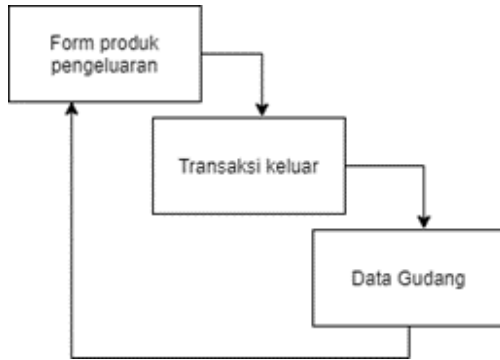 Form produk
pengeluaran
Transaksi keluar
Data Gudang